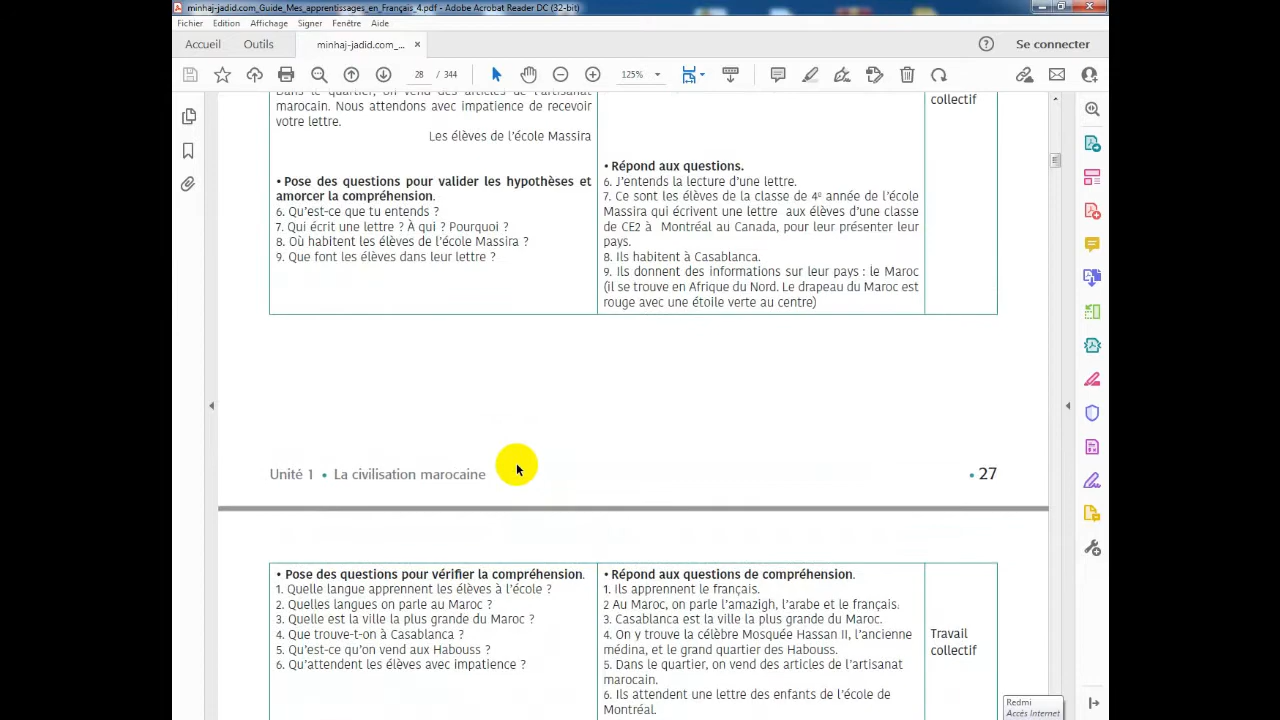 minhaj-jadid.com_Guide_Mes_apprentissages_en_Français_4.pdf - Adobe Acrobat Reader DC (32-bit)
Fichier Edition Affichage Signer Fenêtre Aide
Accueil Outils minhaj-jadid.com_... × Se connecter
28 / 344 125%
Dans le quartier, on vend des articles de l'artisanat
marocain. Nous attendons avec impatience de recevoir
votre lettre.
Les élèves de l'école Massira
• Pose des questions pour valider les hypothèses et
amorcer la compréhension.
6. Qu'est-ce que tu entends ?
7. Qui écrit une lettre ? À qui ? Pourquoi ?
8. Où habitent les élèves de l'école Massira ?
9. Que font les élèves dans leur lettre ?
• Répond aux questions.
6. J'entends la lecture d'une lettre.
7. Ce sont les élèves de la classe de 4e année de l'école
Massira qui écrivent une lettre aux élèves d'une classe
de CE2 à Montréal au Canada, pour leur présenter leur
pays.
8. Ils habitent à Casablanca.
9. Ils donnent des informations sur leur pays : le Maroc
(il se trouve en Afrique du Nord. Le drapeau du Maroc est
rouge avec une étoile verte au centre)
collectif
Unité 1 • La civilisation marocaine
• 27
• Pose des questions pour vérifier la compréhension.
1. Quelle langue apprennent les élèves à l'école ?
2. Quelles langues on parle au Maroc ?
3. Quelle est la ville la plus grande du Maroc ?
4. Que trouve-t-on à Casablanca ?
5. Qu'est-ce qu'on vend aux Habouss ?
6. Qu'attendent les élèves avec impatience ?
• Répond aux questions de compréhension.
1. Ils apprennent le français.
2 Au Maroc, on parle l'amazigh, l'arabe et le français.
3. Casablanca est la ville la plus grande du Maroc.
4. On y trouve la célèbre Mosquée Hassan II, l'ancienne
médina, et le grand quartier des Habouss.
5. Dans le quartier, on vend des articles de l'artisanat
marocain.
6. Ils attendent une lettre des enfants de l'école de
Montréal.
Travail
collectif
Redmi
Accès Internet